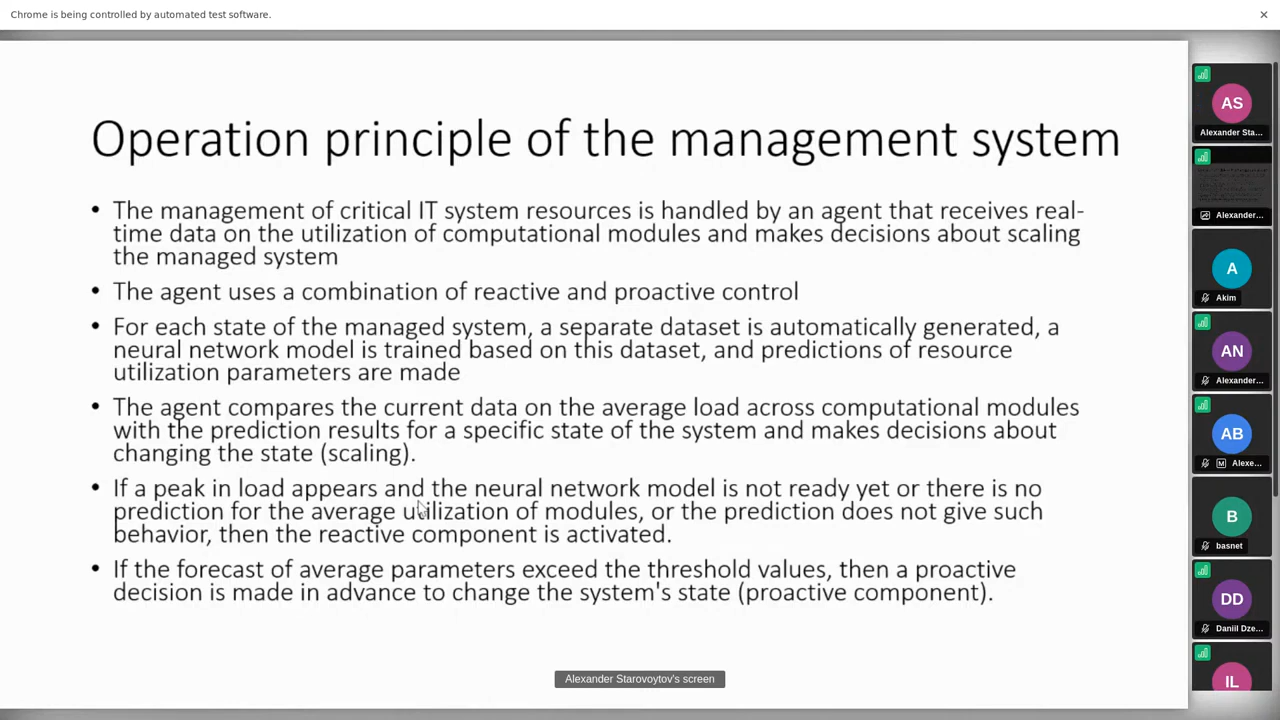 Chrome is being controlled by automated test software.
Operation principle of the management system
• The management of critical IT system resources is handled by an agent that receives real-
time data on the utilization of computational modules and makes decisions about scaling
the managed system
• The agent uses a combination of reactive and proactive control
• For each state of the managed system, a separate dataset is automatically generated, a
neural network model is trained based on this dataset, and predictions of resource
utilization parameters are made
• The agent compares the current data on the average load across computational modules
with the prediction results for a specific state of the system and makes decisions about
changing the state (scaling).
• If a peak in load appears and the neural network model is not ready yet or there is no
prediction for the average utilization of modules, or the prediction does not give such
behavior, then the reactive component is activated.
• If the forecast of average parameters exceed the threshold values, then a proactive
decision is made in advance to change the system's state (proactive component).
Alexander Starovoytov's screen
AS
Alexander Sta...
Alexander...
A
Akim
AN
Alexander...
AB
M
Alexe...
B
basnet
DD
Daniil Dze...
IL